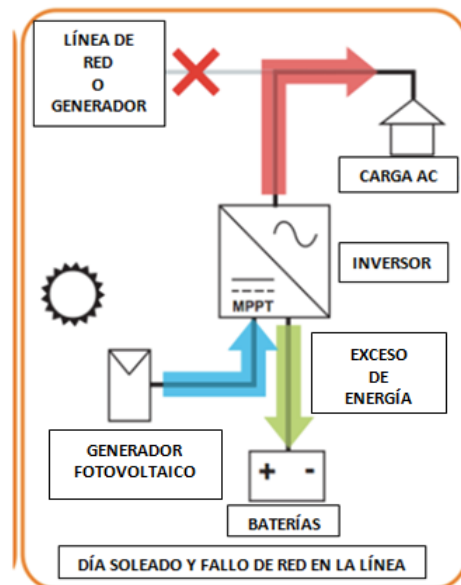 LÍNEA DE
RED
O
GENERADOR
CARGA AC
INVERSOR
MPPT
EXCESO
DE
ENERGÍA
GENERADOR
FOTOVOLTAICO
+ -
BATERÍAS
DÍA SOLEADO Y FALLO DE RED EN LA LÍNEA